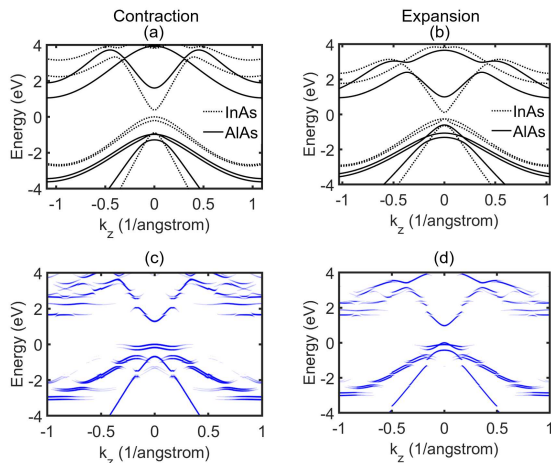 Contraction
Expansion
(a)
(b)
4
2
0
-2
-4
Energy (eV)
InAs
AlAs
-1 -0.5 0 0.5 1
k_z (1/angstrom)
4
2
0
-2
-4
Energy (eV)
InAs
AlAs
-1 -0.5 0 0.5 1
k_z (1/angstrom)
(c)
(d)
4
2
0
-2
-4
Energy (eV)
-1 -0.5 0 0.5 1
k_z (1/angstrom)
4
2
0
-2
-4
Energy (eV)
-1 -0.5 0 0.5 1
k_z (1/angstrom)